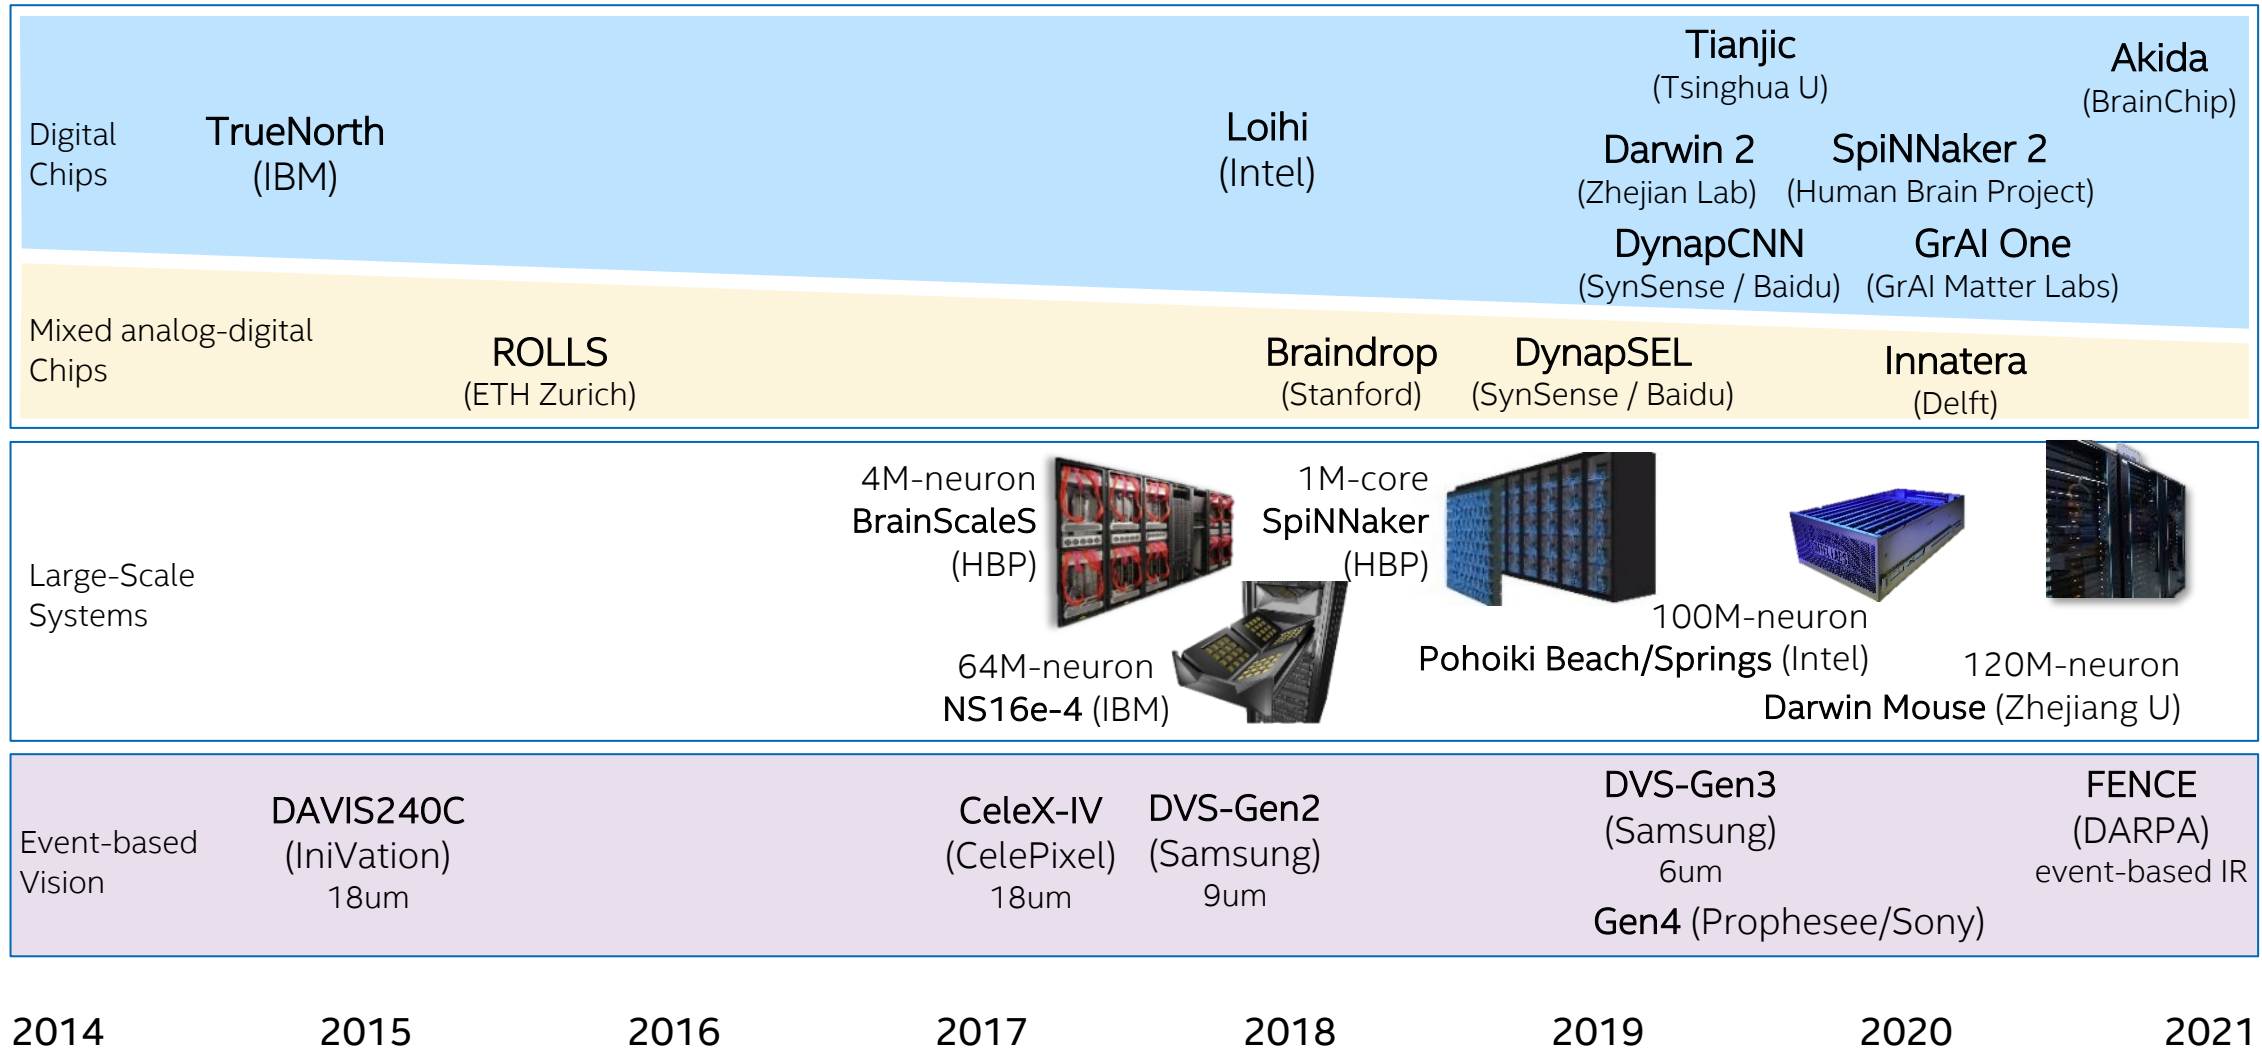 Digital
Chips
TrueNorth
(IBM)
Loihi
(Intel)
Tianjic
(Tsinghua U)
Akida
(BrainChip)
Darwin 2
(Zhejian Lab)
SpiNNaker 2
(Human Brain Project)
DynapCNN
(SynSense / Baidu)
GrAI One
(GrAI Matter Labs)
Mixed analog-digital
Chips
ROLLS
(ETH Zurich)
Braindrop
(Stanford)
DynapSEL
(SynSense / Baidu)
Innatera
(Delft)
Large-Scale
Systems
4M-neuron
BrainScaleS
(HBP)
64M-neuron
NS16e-4 (IBM)
1M-core
SpiNNaker
(HBP)
100M-neuron
Pohoiki Beach/Springs (Intel)
120M-neuron
Darwin Mouse (Zhejiang U)
Event-based
Vision
DAVIS240C
(IniVation)
18um
CeleX-IV
(CelePixel)
18um
DVS-Gen2
(Samsung)
9um
DVS-Gen3
(Samsung)
6um
Gen4 (Prophesee/Sony)
FENCE
(DARPA)
event-based IR
2014
2015
2016
2017
2018
2019
2020
2021